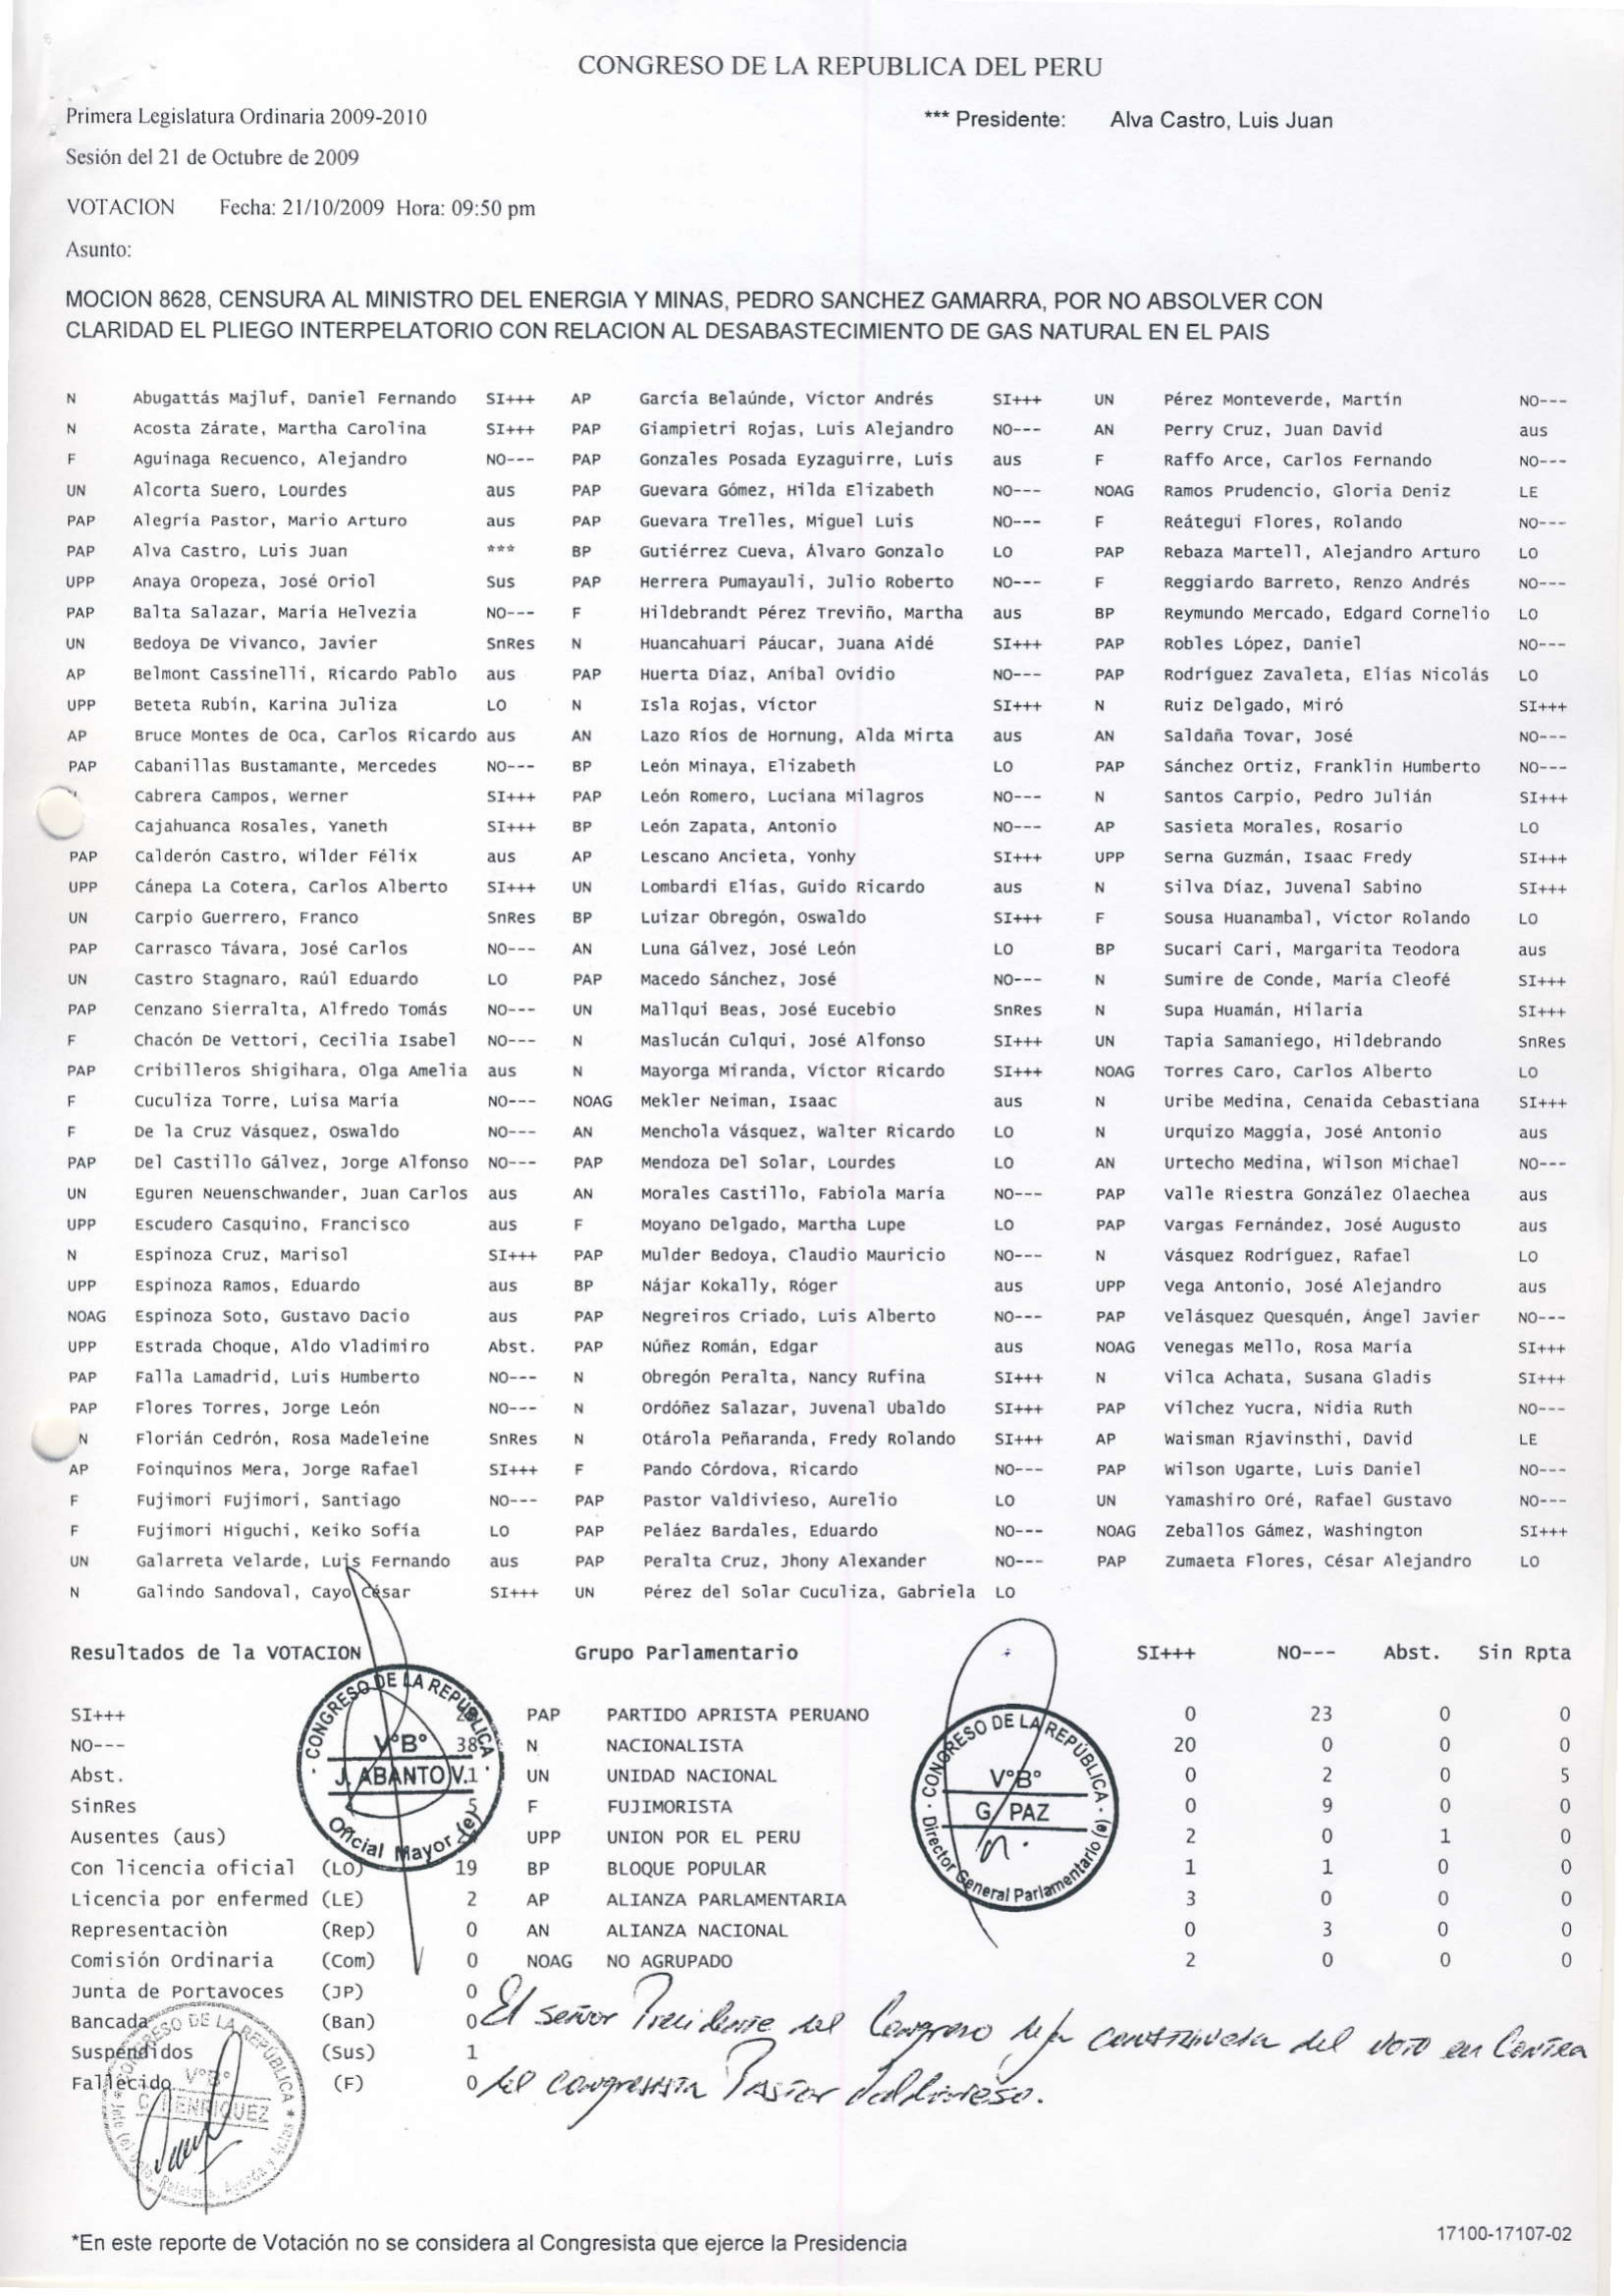 CONGRESO DE LA REPUBLICA DEL PERU
Primera Legislatura Ordinaria 2009-2010 *** Presidente: Alva Castro, Luis Juan
Sesión del 21 de Octubre de 2009
VOTACION Fecha: 21/10/2009 Hora: 09:50 pm
Asunto:
MOCION 8628, CENSURA AL MINISTRO DEL ENERGIA Y MINAS, PEDRO SANCHEZ GAMARRA, POR NO ABSOLVER CON
CLARIDAD EL PLIEGO INTERPELATORIO CON RELACION AL DESABASTECIMIENTO DE GAS NATURAL EN EL PAIS
N Abugattás Majluf, Daniel Fernando SI+++ AP García Belaúnde, Víctor Andrés SI+++ UN Pérez Monteverde, Martín NO---
N Acosta Zárate, Martha Carolina SI+++ PAP Giampietri Rojas, Luis Alejandro NO--- AN Perry Cruz, Juan David aus
F Aguinaga Recuenco, Alejandro NO--- PAP Gonzales Posada Eyzaguirre, Luis aus F Raffo Arce, Carlos Fernando NO---
UN Alcorta Suero, Lourdes aus PAP Guevara Gómez, Hilda Elizabeth NO--- NOAG Ramos Prudencio, Gloria Deniz LE
PAP Alegría Pastor, Mario Arturo aus PAP Guevara Trelles, Miguel Luis NO--- F Reátegui Flores, Rolando NO---
PAP Alva Castro, Luis Juan *** BP Gutiérrez Cueva, Álvaro Gonzalo LO PAP Rebaza Martell, Alejandro Arturo LO
UPP Anaya Oropeza, José Oriol Sus PAP Herrera Pumayauli, Julio Roberto NO--- F Reggiardo Barreto, Renzo Andrés NO---
PAP Balta Salazar, María Helvezia NO--- F Hildebrandt Pérez Treviño, Martha aus BP Reymundo Mercado, Edgard Cornelio LO
UN Bedoya De Vivanco, Javier SnRes N Huancahuari Páucar, Juana Aidé SI+++ PAP Robles López, Daniel NO---
AP Belmont Cassinelli, Ricardo Pablo aus PAP Huerta Díaz, Aníbal Ovidio NO--- PAP Rodríguez Zavaleta, Elías Nicolás LO
UPP Beteta Rubín, Karina Juliza LO N Isla Rojas, Víctor SI+++ N Ruiz Delgado, Miró SI+++
AP Bruce Montes de Oca, Carlos Ricardo aus AN Lazo Ríos de Hornung, Alda Mirta aus AN Saldaña Tovar, José NO---
PAP Cabanillas Bustamante, Mercedes NO--- BP León Minaya, Elizabeth LO PAP Sánchez Ortiz, Franklin Humberto NO---
Cabrera Campos, Werner SI+++ PAP León Romero, Luciana Milagros NO--- N Santos Carpio, Pedro Julián SI+++
Cajahuanca Rosales, Yaneth SI+++ BP León Zapata, Antonio NO--- AP Sasieta Morales, Rosario LO
PAP Calderón Castro, Wilder Félix aus AP Lescano Ancieta, Yonhy SI+++ UPP Serna Guzmán, Isaac Fredy SI+++
UPP Cánepa La Cotera, Carlos Alberto SI+++ UN Lombardi Elías, Guido Ricardo aus N Silva Díaz, Juvenal Sabino SI+++
UN Carpio Guerrero, Franco SnRes BP Luizar Obregón, Oswaldo SI+++ F Sousa Huanambal, Víctor Rolando LO
PAP Carrasco Távara, José Carlos NO--- AN Luna Gálvez, José León LO BP Sucari Cari, Margarita Teodora aus
UN Castro Stagnaro, Raúl Eduardo LO PAP Macedo Sánchez, José NO--- N Sumire de Conde, María Cleofé SI+++
PAP Cenzano Sierralta, Alfredo Tomás NO--- UN Mallqui Beas, José Eucebio SnRes N Supa Huamán, Hilaria SI+++
F Chacón De Vettori, Cecilia Isabel NO--- N Maslucán Culqui, José Alfonso SI+++ UN Tapia Samaniego, Hildebrando SnRes
PAP Cribilleros Shigihara, Olga Amelia aus N Mayorga Miranda, Víctor Ricardo SI+++ NOAG Torres Caro, Carlos Alberto LO
F Cuculiza Torre, Luisa María NO--- NOAG Mekler Neiman, Isaac aus N Uribe Medina, Cenaida Cebastiana SI+++
F De la Cruz Vásquez, Oswaldo NO--- AN Menchola Vásquez, Walter Ricardo LO N Urquizo Maggia, José Antonio aus
PAP Del Castillo Gálvez, Jorge Alfonso NO--- PAP Mendoza Del Solar, Lourdes LO AN Urtecho Medina, Wilson Michael NO---
UN Eguren Neuenschwander, Juan Carlos aus AN Morales Castillo, Fabiola María NO--- PAP Valle Riestra González Olaechea aus
UPP Escudero Casquino, Francisco aus F Moyano Delgado, Martha Lupe LO PAP Vargas Fernández, José Augusto aus
N Espinoza Cruz, Marisol SI+++ PAP Mulder Bedoya, Claudio Mauricio NO--- N Vásquez Rodríguez, Rafael LO
UPP Espinoza Ramos, Eduardo aus BP Nájar Kokally, Róger aus UPP Vega Antonio, José Alejandro aus
NOAG Espinoza Soto, Gustavo Dacio aus PAP Negreiros Criado, Luis Alberto NO--- PAP Velásquez Quesquén, Ángel Javier NO---
UPP Estrada Choque, Aldo Vladimiro Abst. PAP Núñez Román, Edgar aus NOAG Venegas Mello, Rosa María SI+++
PAP Falla Lamadrid, Luis Humberto NO--- N Obregón Peralta, Nancy Rufina SI+++ N Vilca Achata, Susana Gladis SI+++
PAP Flores Torres, Jorge León NO--- N Ordóñez Salazar, Juvenal Ubaldo SI+++ PAP Vilchez Yucra, Nidia Ruth NO---
N Florián Cedrón, Rosa Madeleine SnRes N Otárola Peñaranda, Fredy Rolando SI+++ AP Waisman Rjavinsthi, David LE
AP Foinquinos Mera, Jorge Rafael SI+++ F Pando Córdova, Ricardo NO--- PAP Wilson Ugarte, Luis Daniel NO---
F Fujimori Fujimori, Santiago NO--- PAP Pastor Valdivieso, Aurelio LO UN Yamashiro Oré, Rafael Gustavo NO---
F Fujimori Higuchi, Keiko Sofía LO PAP Peláez Bardales, Eduardo NO--- NOAG Zeballos Gámez, Washington SI+++
UN Galarreta Velarde, Luis Fernando aus PAP Peralta Cruz, Jhony Alexander NO--- PAP Zumaeta Flores, César Alejandro LO
N Galindo Sandoval, Cayo César SI+++ UN Pérez del Solar Cuculiza, Gabriela LO
Resultados de la VOTACION Grupo Parlamentario SI+++ NO--- Abst. Sin Rpta
SI+++ PAP PARTIDO APRISTA PERUANO 0 23 0 0
NO--- 38 N NACIONALISTA 20 0 0 0
Abst. 1 UN UNIDAD NACIONAL 0 2 0 5
SinRes 5 F FUJIMORISTA 0 9 0 0
Ausentes (aus) UPP UNION POR EL PERU 2 0 1 0
Con licencia oficial (LO) 19 BP BLOQUE POPULAR 1 1 0 0
Licencia por enfermed (LE) 2 AP ALIANZA PARLAMENTARIA 3 0 0 0
Representaciòn (Rep) 0 AN ALIANZA NACIONAL 0 3 0 0
Comisión Ordinaria (Com) 0 NOAG NO AGRUPADO 2 0 0 0
Junta de Portavoces (JP) 0
Bancada (Ban) 0
Suspendidos (Sus) 1
Fallecido (F) 0
CONGRESO DE LA REPÚBLICA
V°B°
J. ABANTO V.
Oficial Mayor (e)
CONGRESO DE LA REPÚBLICA
V°B°
G. PAZ
Director General Parlamentario (e)
El señor Presidente del Congreso deja constancia del voto en Contra
del congresista Pastor Valdivieso.
CONGRESO DE LA REPÚBLICA
V°B°
C. HENRIQUEZ
*En este reporte de Votación no se considera al Congresista que ejerce la Presidencia
17100-17107-02